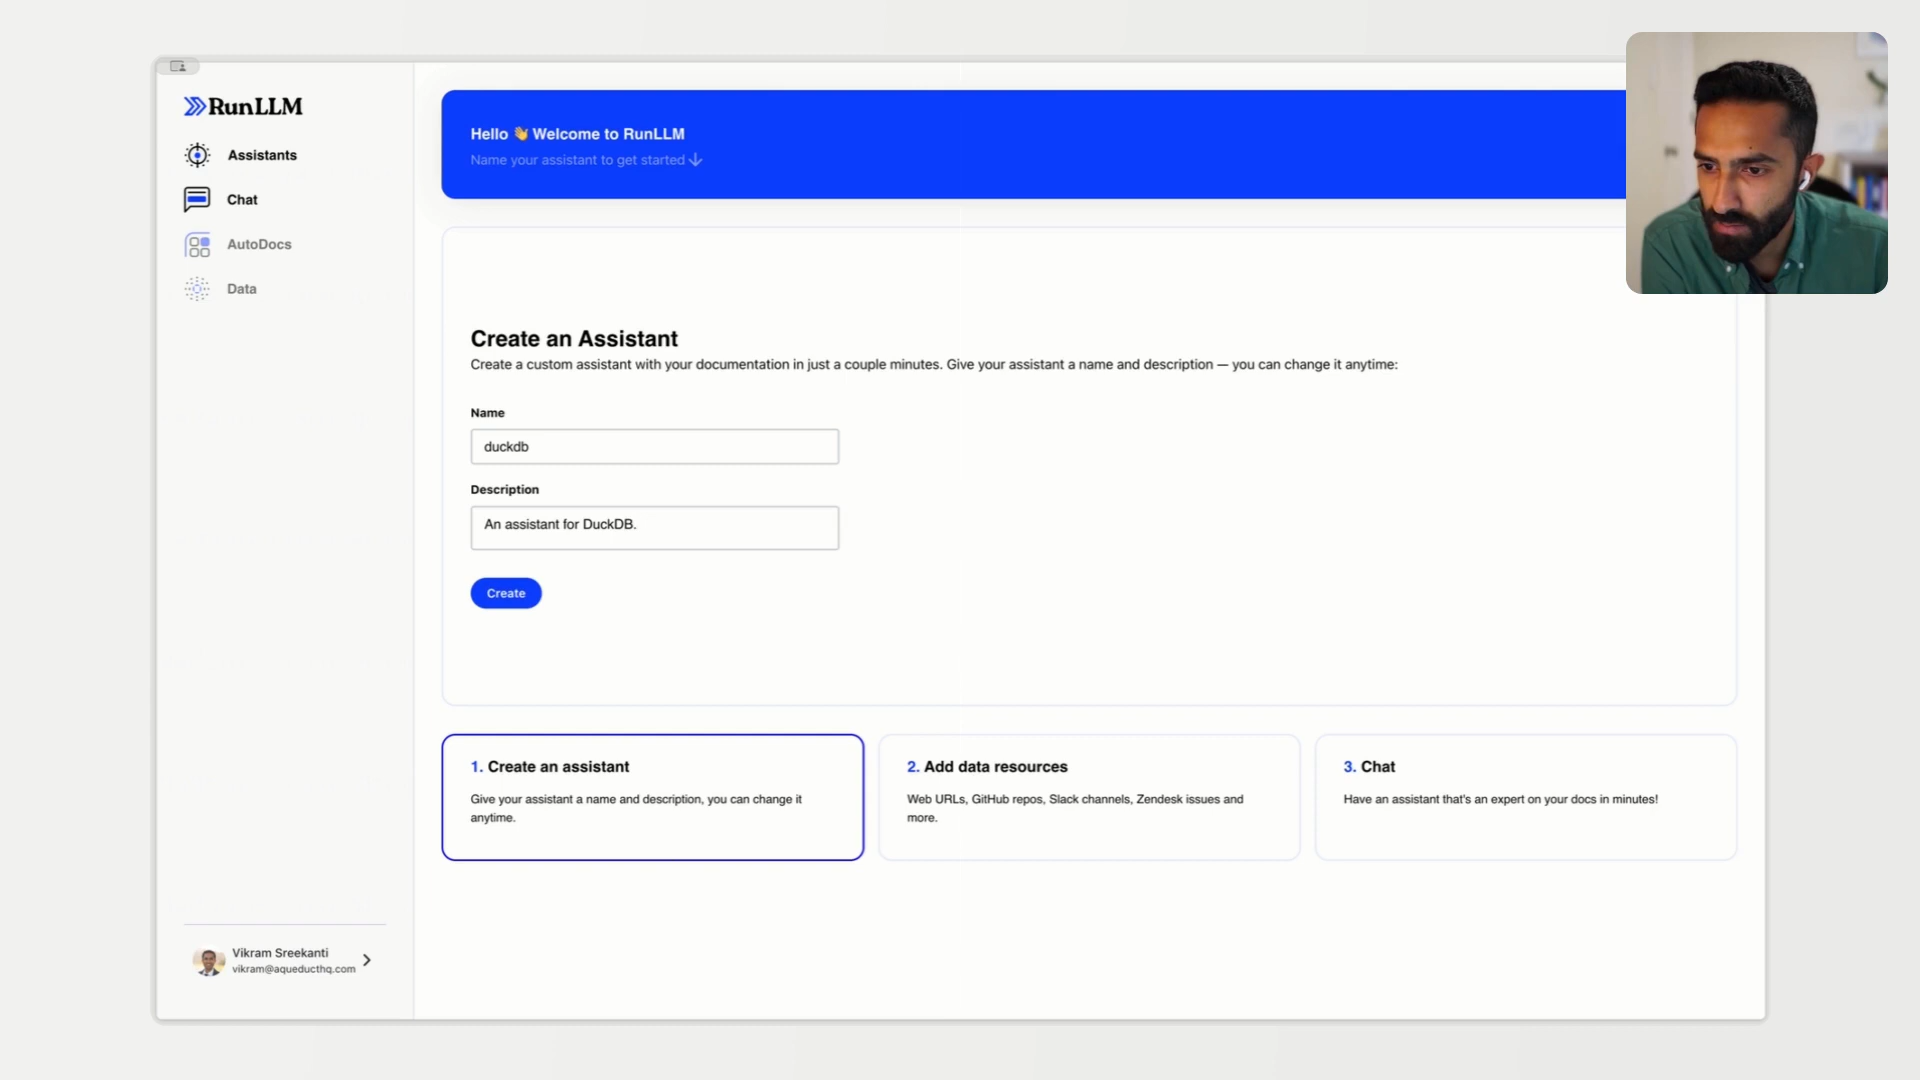 RunLLM
Assistants
Chat
AutoDocs
Data
Vikram Sreekanti
vikram@aqueducthq.com
Hello 👋 Welcome to RunLLM
Name your assistant to get started ↓
Create an Assistant
Create a custom assistant with your documentation in just a couple minutes. Give your assistant a name and description — you can change it anytime:
Name
duckdb
Description
An assistant for DuckDB.
Create
1. Create an assistant
Give your assistant a name and description, you can change it
anytime.
2. Add data resources
Web URLs, GitHub repos, Slack channels, Zendesk issues and
more.
3. Chat
Have an assistant that's an expert on your docs in minutes!